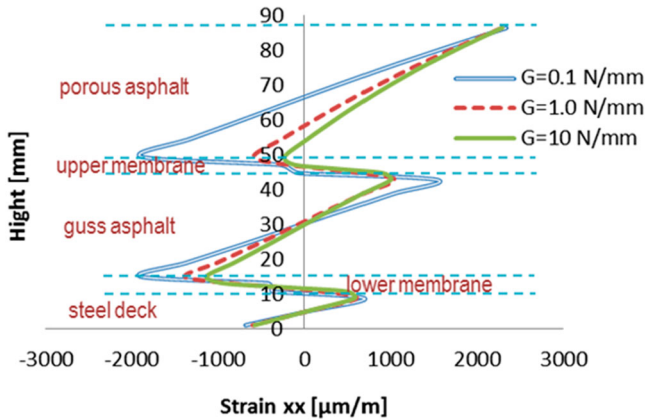 90
80
70
60
50
40
30
20
10
0
Hight [mm]
porous asphalt
upper membrane
guss asphalt
lower membrane
steel deck
G=0.1 N/mm
G=1.0 N/mm
G=10 N/mm
-3000 -2000 -1000 0 1000 2000 3000
Strain xx [µm/m]